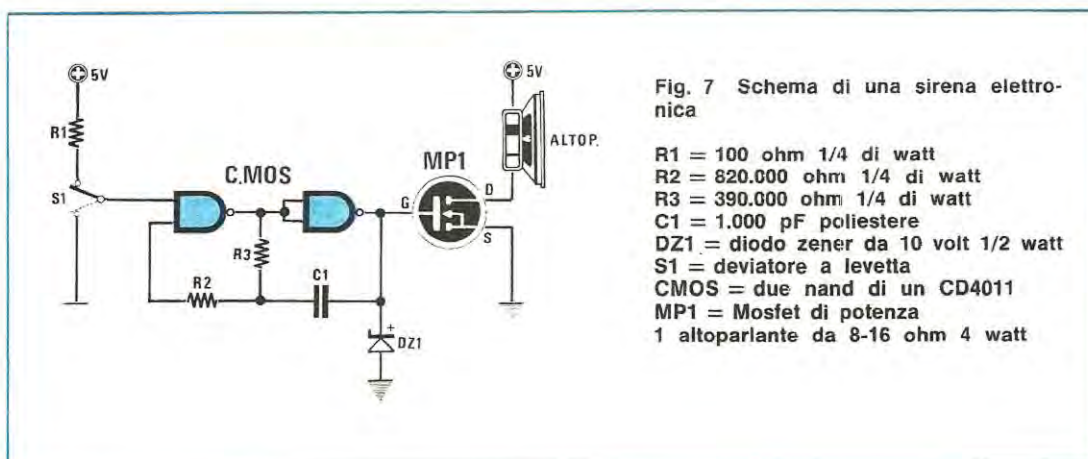 5V
R1
S1
C.MOS
R2
R3
C1
DZ1
+
G
MP1
D
S
5V
ALTOP.
Fig. 7 Schema di una sirena elettro-
nica
R1 = 100 ohm 1/4 di watt
R2 = 820.000 ohm 1/4 di watt
R3 = 390.000 ohm 1/4 di watt
C1 = 1.000 pF poliestere
DZ1 = diodo zener da 10 volt 1/2 watt
S1 = deviatore a levetta
CMOS = due nand di un CD4011
MP1 = Mosfet di potenza
1 altoparlante da 8-16 ohm 4 watt